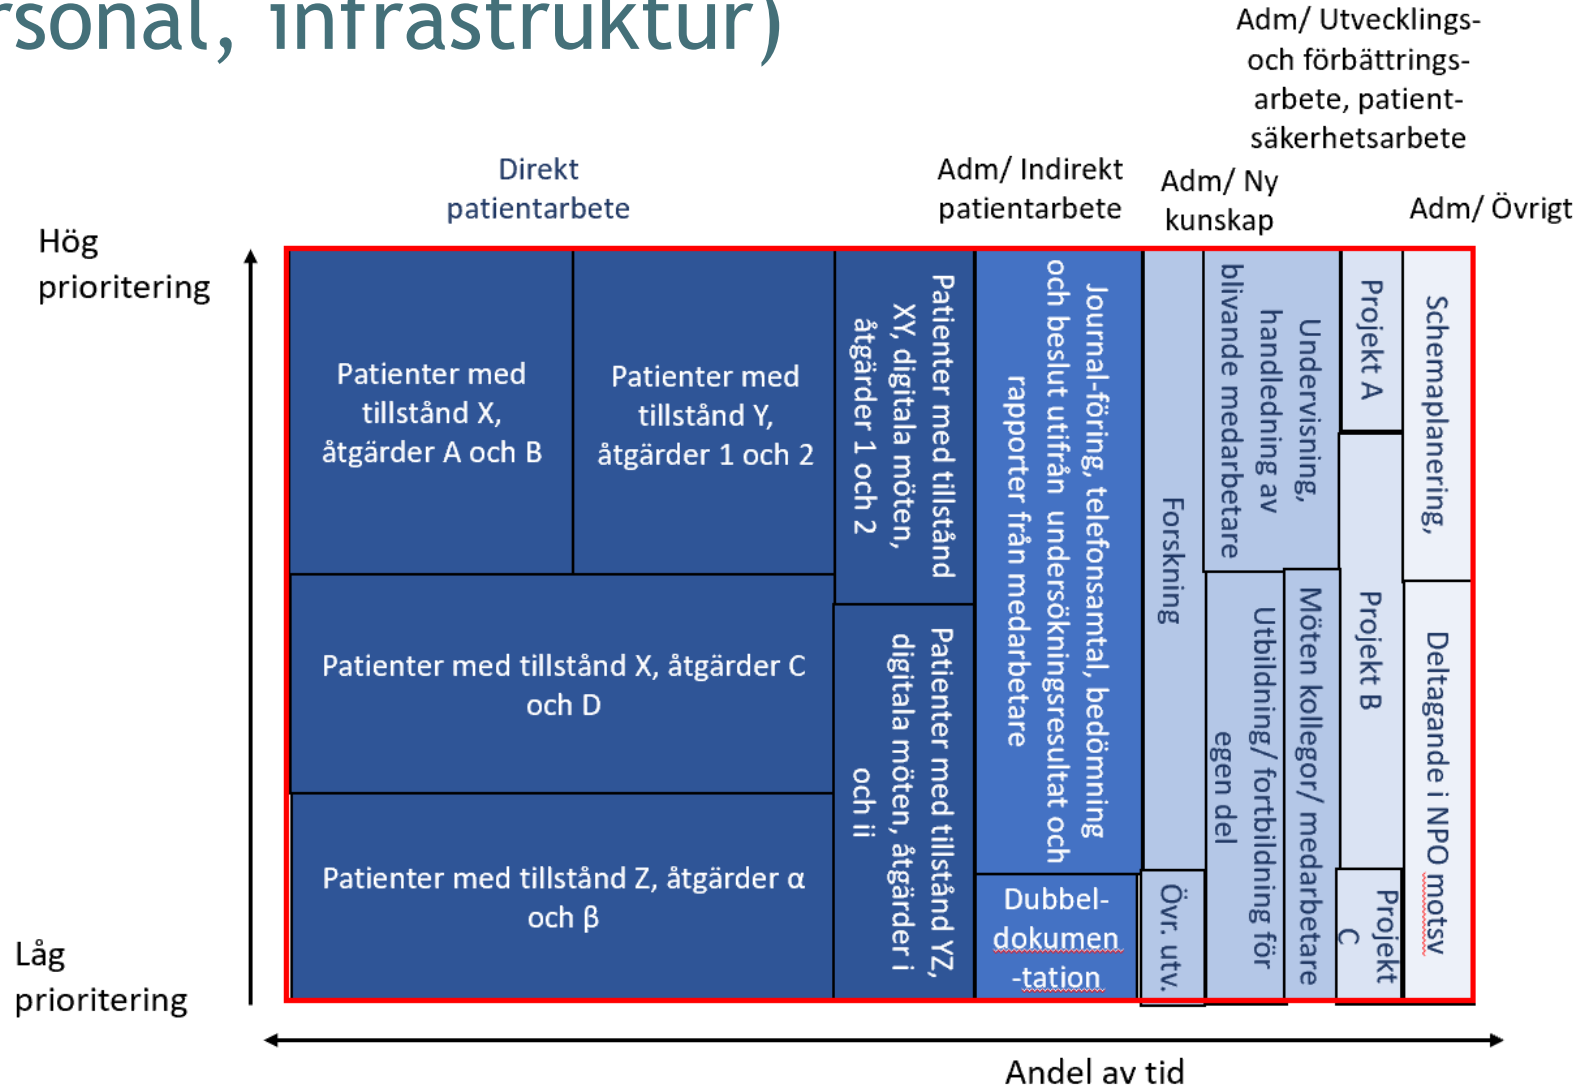 rsonal, infrastruktur)
Adm/ Utvecklings-
och förbättrings-
arbete, patient-
säkerhetsarbete
Direkt
patientarbete
Adm/ Indirekt
patientarbete
Adm/ Ny
kunskap
Adm/ Övrigt
Hög
prioritering
Patienter med
tillstånd X,
åtgärder A och B
Patienter med
tillstånd Y,
åtgärder 1 och 2
Patienter med tillstånd
XY, digitala möten,
åtgärder 1 och 2
Journal-föring, telefonsamtal, bedömning
och beslut utifrån undersökningsresultat och
rapporter från medarbetare
Forskning
Undervisning,
handledning av
blivande medarbetare
Projekt A
Schemaplanering,
Patienter med tillstånd X, åtgärder C
och D
Patienter med tillstånd YZ,
digitala möten, åtgärder i
och ii
Möten kollegor/ medarbetare
Utbildning/ fortbildning för
egen del
Projekt B
Deltagande i NPO motsv
Patienter med tillstånd Z, åtgärder α
och β
Dubbel-
dokumen
-tation
Övr. utv.
Projekt
C
Låg
prioritering
Andel av tid